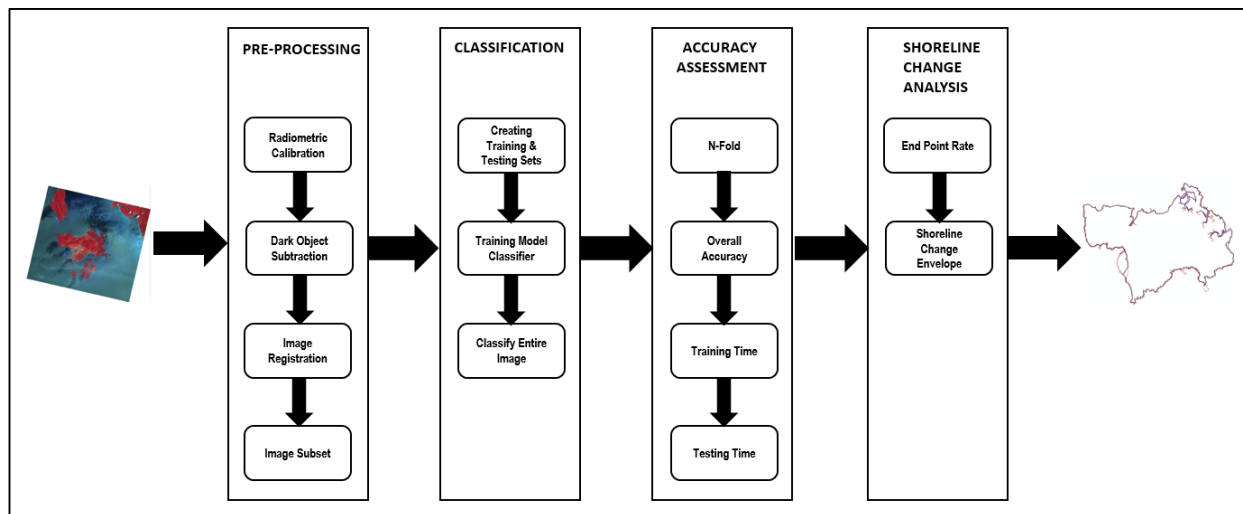 PRE-PROCESSING
Radiometric
Calibration
Dark Object
Subtraction
Image
Registration
Image Subset
CLASSIFICATION
Creating
Training &
Testing Sets
Training Model
Classifier
Classify Entire
Image
ACCURACY
ASSESSMENT
N-Fold
Overall
Accuracy
Training Time
Testing Time
SHORELINE
CHANGE
ANALYSIS
End Point Rate
Shoreline
Change
Envelope